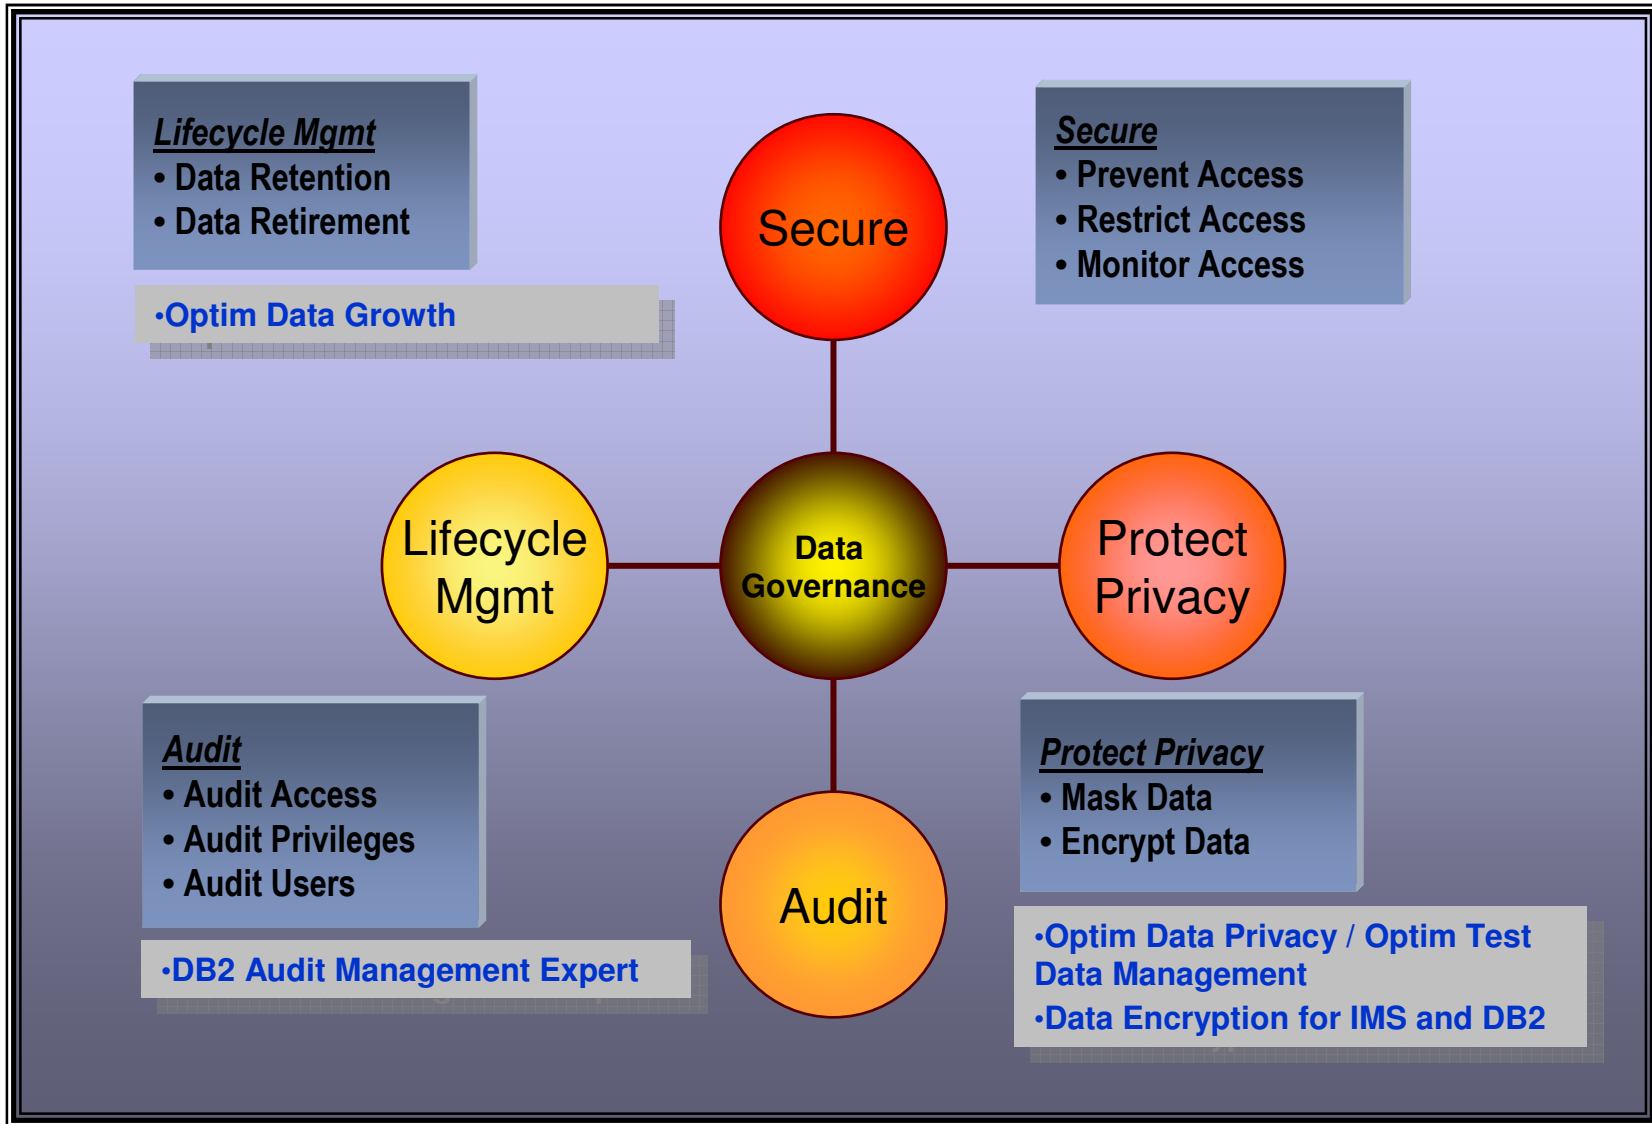 Lifecycle Mgmt
• Data Retention
• Data Retirement
•Optim Data Growth
Secure
Secure
• Prevent Access
• Restrict Access
• Monitor Access
Lifecycle
Mgmt
Data
Governance
Protect
Privacy
Audit
• Audit Access
• Audit Privileges
• Audit Users
•DB2 Audit Management Expert
Audit
Protect Privacy
• Mask Data
• Encrypt Data
•Optim Data Privacy / Optim Test
Data Management
•Data Encryption for IMS and DB2